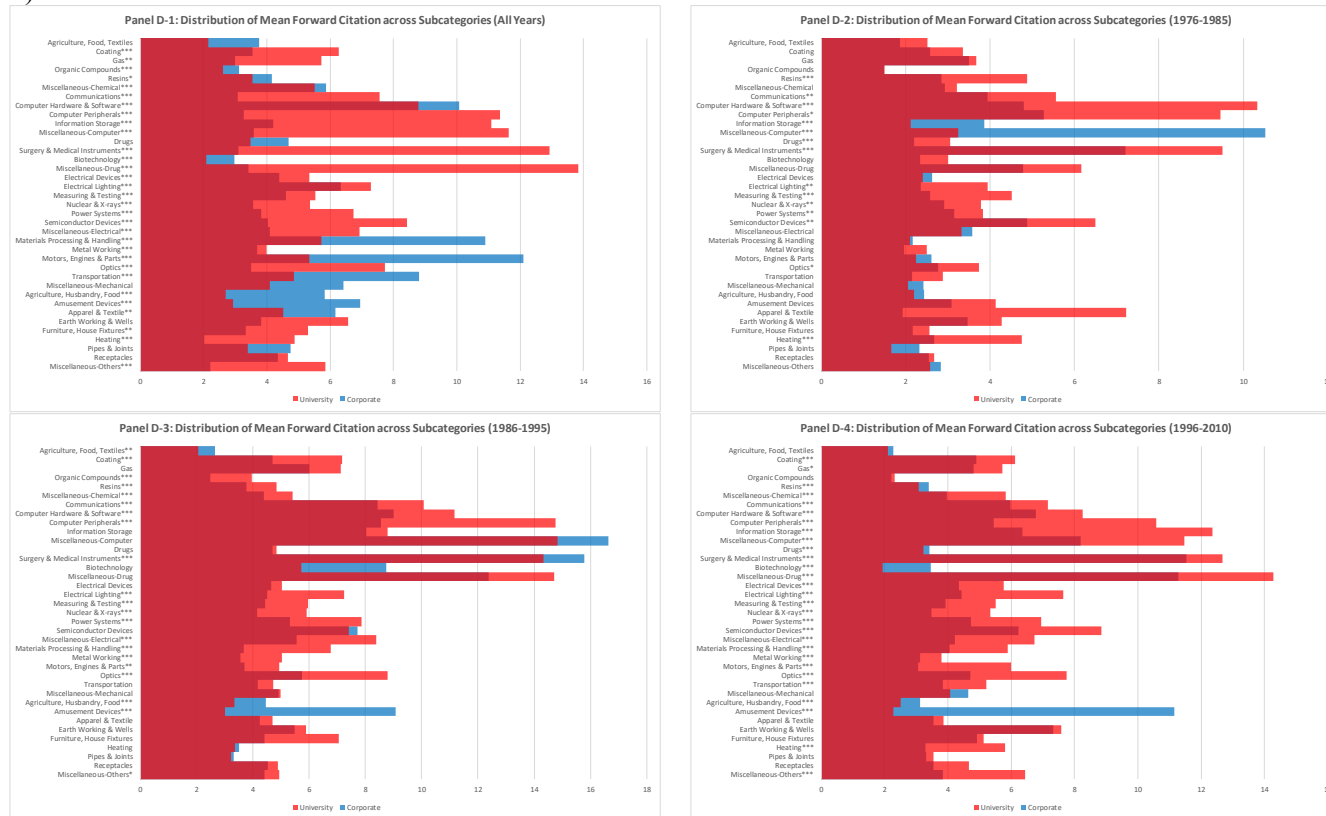 Panel D-1: Distribution of Mean Forward Citation across Subcategories (All Years)
Agriculture, Food, Textiles
Coating***
Gas**
Organic Compounds***
Resins*
Miscellaneous-Chemical***
Communications***
Computer Hardware & Software***
Computer Peripherals***
Information Storage***
Miscellaneous-Computer***
Drugs
Surgery & Medical Instruments***
Biotechnology***
Miscellaneous-Drug***
Electrical Devices***
Electrical Lighting***
Measuring & Testing***
Nuclear & X-rays***
Power Systems***
Semiconductor Devices***
Miscellaneous-Electrical***
Materials Processing & Handling***
Metal Working***
Motors, Engines & Parts***
Optics***
Transportation***
Miscellaneous-Mechanical
Agriculture, Husbandry, Food***
Amusement Devices***
Apparel & Textile**
Earth Working & Wells
Furniture, House Fixtures**
Heating***
Pipes & Joints
Receptacles
Miscellaneous-Others***
0 2 4 6 8 10 12 14 16
University Corporate
Panel D-2: Distribution of Mean Forward Citation across Subcategories (1976-1985)
Agriculture, Food, Textiles
Coating
Gas
Organic Compounds
Resins***
Miscellaneous-Chemical
Communications**
Computer Hardware & Software***
Computer Peripherals*
Information Storage***
Miscellaneous-Computer***
Drugs***
Surgery & Medical Instruments***
Biotechnology
Miscellaneous-Drug
Electrical Devices
Electrical Lighting**
Measuring & Testing***
Nuclear & X-rays**
Power Systems**
Semiconductor Devices**
Miscellaneous-Electrical
Materials Processing & Handling
Metal Working
Motors, Engines & Parts
Optics*
Transportation
Miscellaneous-Mechanical
Agriculture, Husbandry, Food
Amusement Devices
Apparel & Textile
Earth Working & Wells
Furniture, House Fixtures
Heating***
Pipes & Joints
Receptacles
Miscellaneous-Others
0 2 4 6 8 10
University Corporate
Panel D-3: Distribution of Mean Forward Citation across Subcategories (1986-1995)
Agriculture, Food, Textiles**
Coating***
Gas
Organic Compounds***
Resins***
Miscellaneous-Chemical***
Communications***
Computer Hardware & Software***
Computer Peripherals***
Information Storage
Miscellaneous-Computer
Drugs
Surgery & Medical Instruments***
Biotechnology
Miscellaneous-Drug
Electrical Devices
Electrical Lighting***
Measuring & Testing***
Nuclear & X-rays***
Power Systems***
Semiconductor Devices
Miscellaneous-Electrical***
Materials Processing & Handling***
Metal Working***
Motors, Engines & Parts**
Optics***
Transportation
Miscellaneous-Mechanical
Agriculture, Husbandry, Food***
Amusement Devices***
Apparel & Textile
Earth Working & Wells
Furniture, House Fixtures
Heating
Pipes & Joints
Receptacles
Miscellaneous-Others*
0 2 4 6 8 10 12 14 16 18
University Corporate
Panel D-4: Distribution of Mean Forward Citation across Subcategories (1996-2010)
Agriculture, Food, Textiles
Coating***
Gas*
Organic Compounds
Resins***
Miscellaneous-Chemical***
Communications***
Computer Hardware & Software***
Computer Peripherals***
Information Storage***
Miscellaneous-Computer***
Drugs***
Surgery & Medical Instruments***
Biotechnology***
Miscellaneous-Drug***
Electrical Devices***
Electrical Lighting***
Measuring & Testing***
Nuclear & X-rays***
Power Systems***
Semiconductor Devices***
Miscellaneous-Electrical***
Materials Processing & Handling***
Metal Working***
Motors, Engines & Parts***
Optics***
Transportation***
Miscellaneous-Mechanical
Agriculture, Husbandry, Food***
Amusement Devices***
Apparel & Textile
Earth Working & Wells
Furniture, House Fixtures
Heating***
Pipes & Joints
Receptacles
Miscellaneous-Others***
0 2 4 6 8 10 12 14
University Corporate